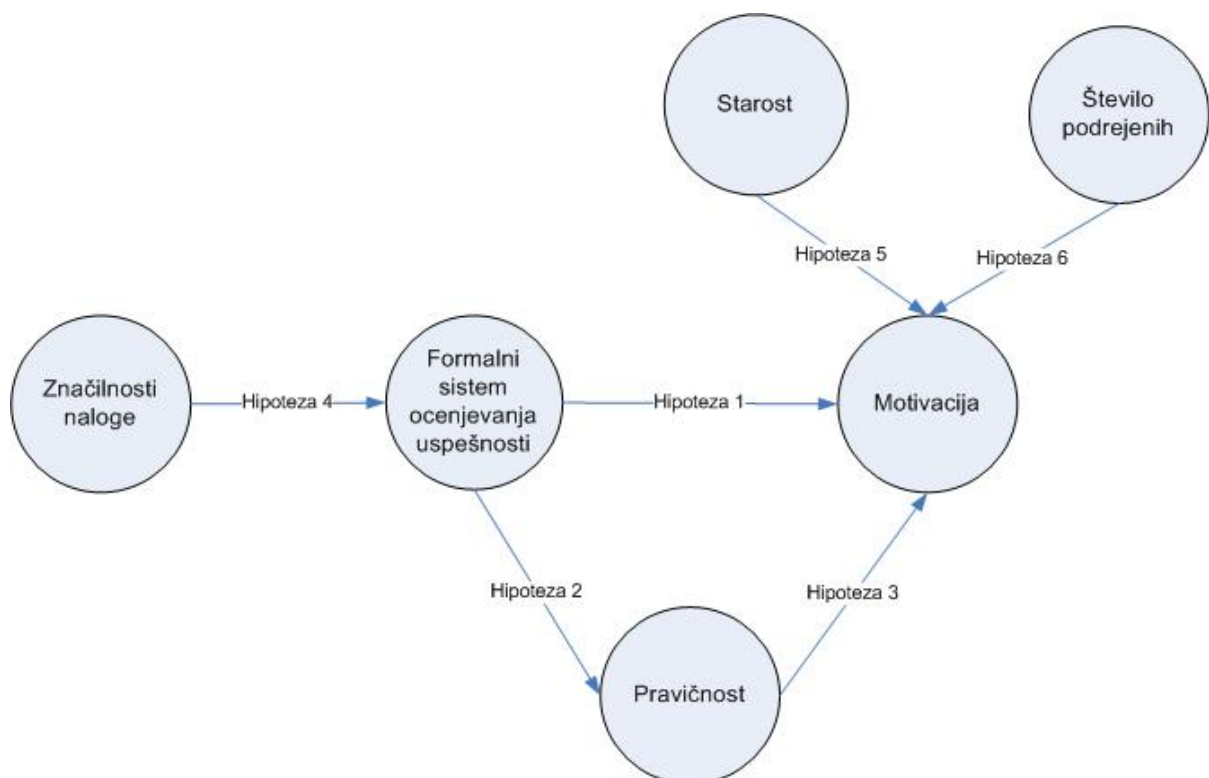 Starost
Število
podrejenih
Hipoteza 5
Hipoteza 6
Značilnosti
naloge
Hipoteza 4
Formalni
sistem
ocenjevanja
uspešnosti
Hipoteza 1
Motivacija
Hipoteza 2
Hipoteza 3
Pravičnost